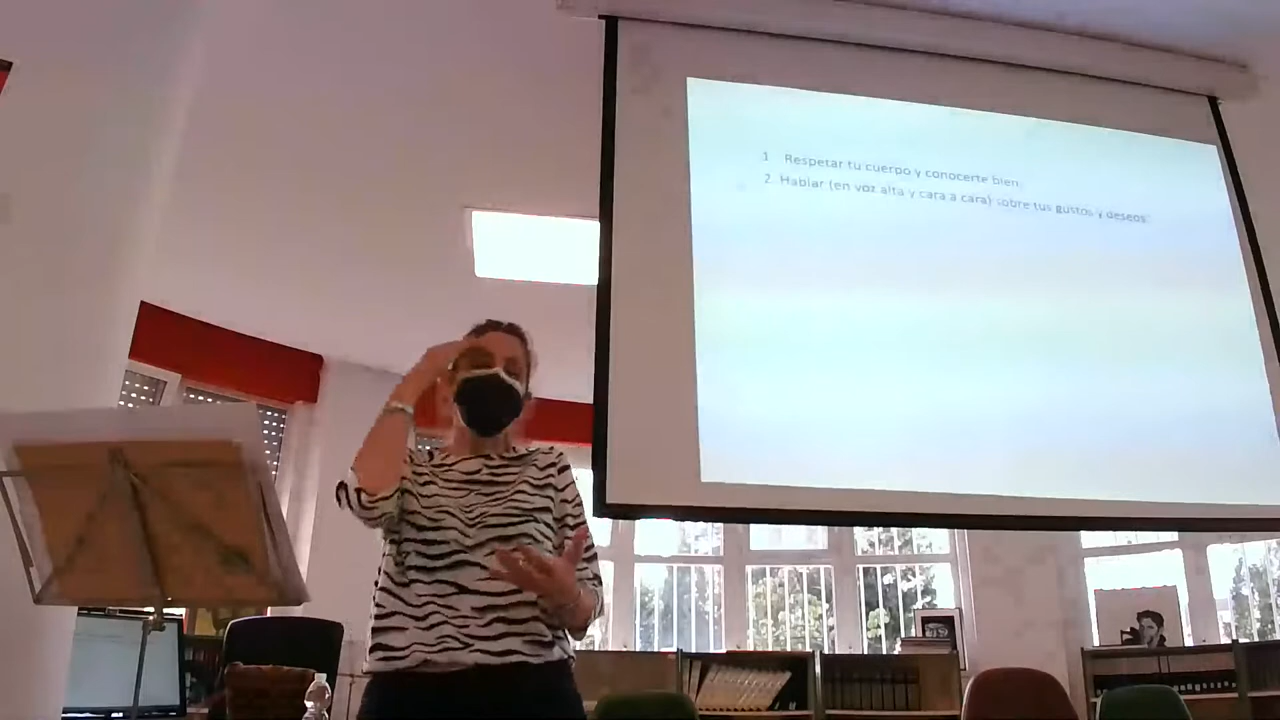 1 Respetar tu cuerpo y conocerte bien.
2. Hablar (en voz alta y cara a cara) sobre tus gustos y deseos.